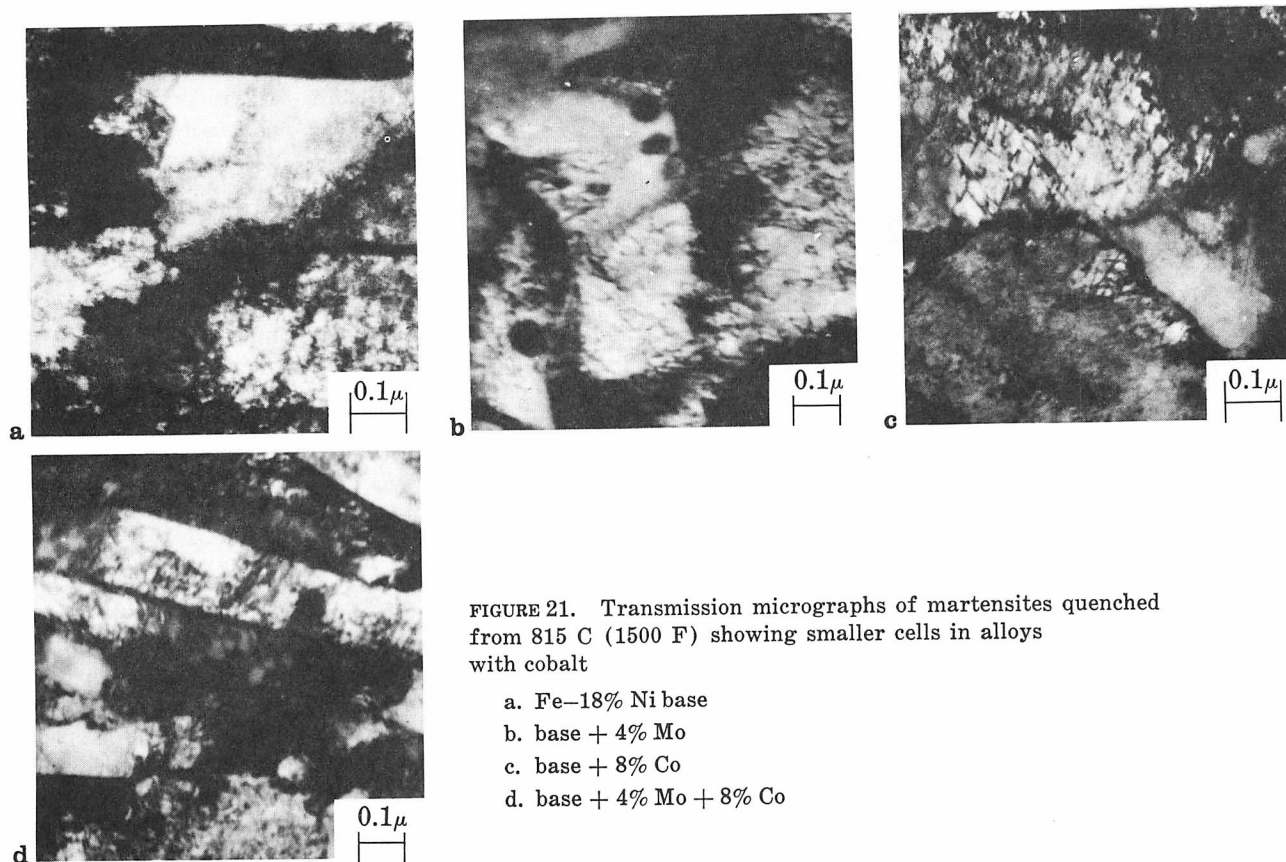 0.1μ
a
0.1μ
b
0.1μ
c
0.1μ
d
FIGURE 21. Transmission micrographs of martensites quenched
from 815 C (1500 F) showing smaller cells in alloys
with cobalt
a. Fe–18% Ni base
b. base + 4% Mo
c. base + 8% Co
d. base + 4% Mo + 8% Co